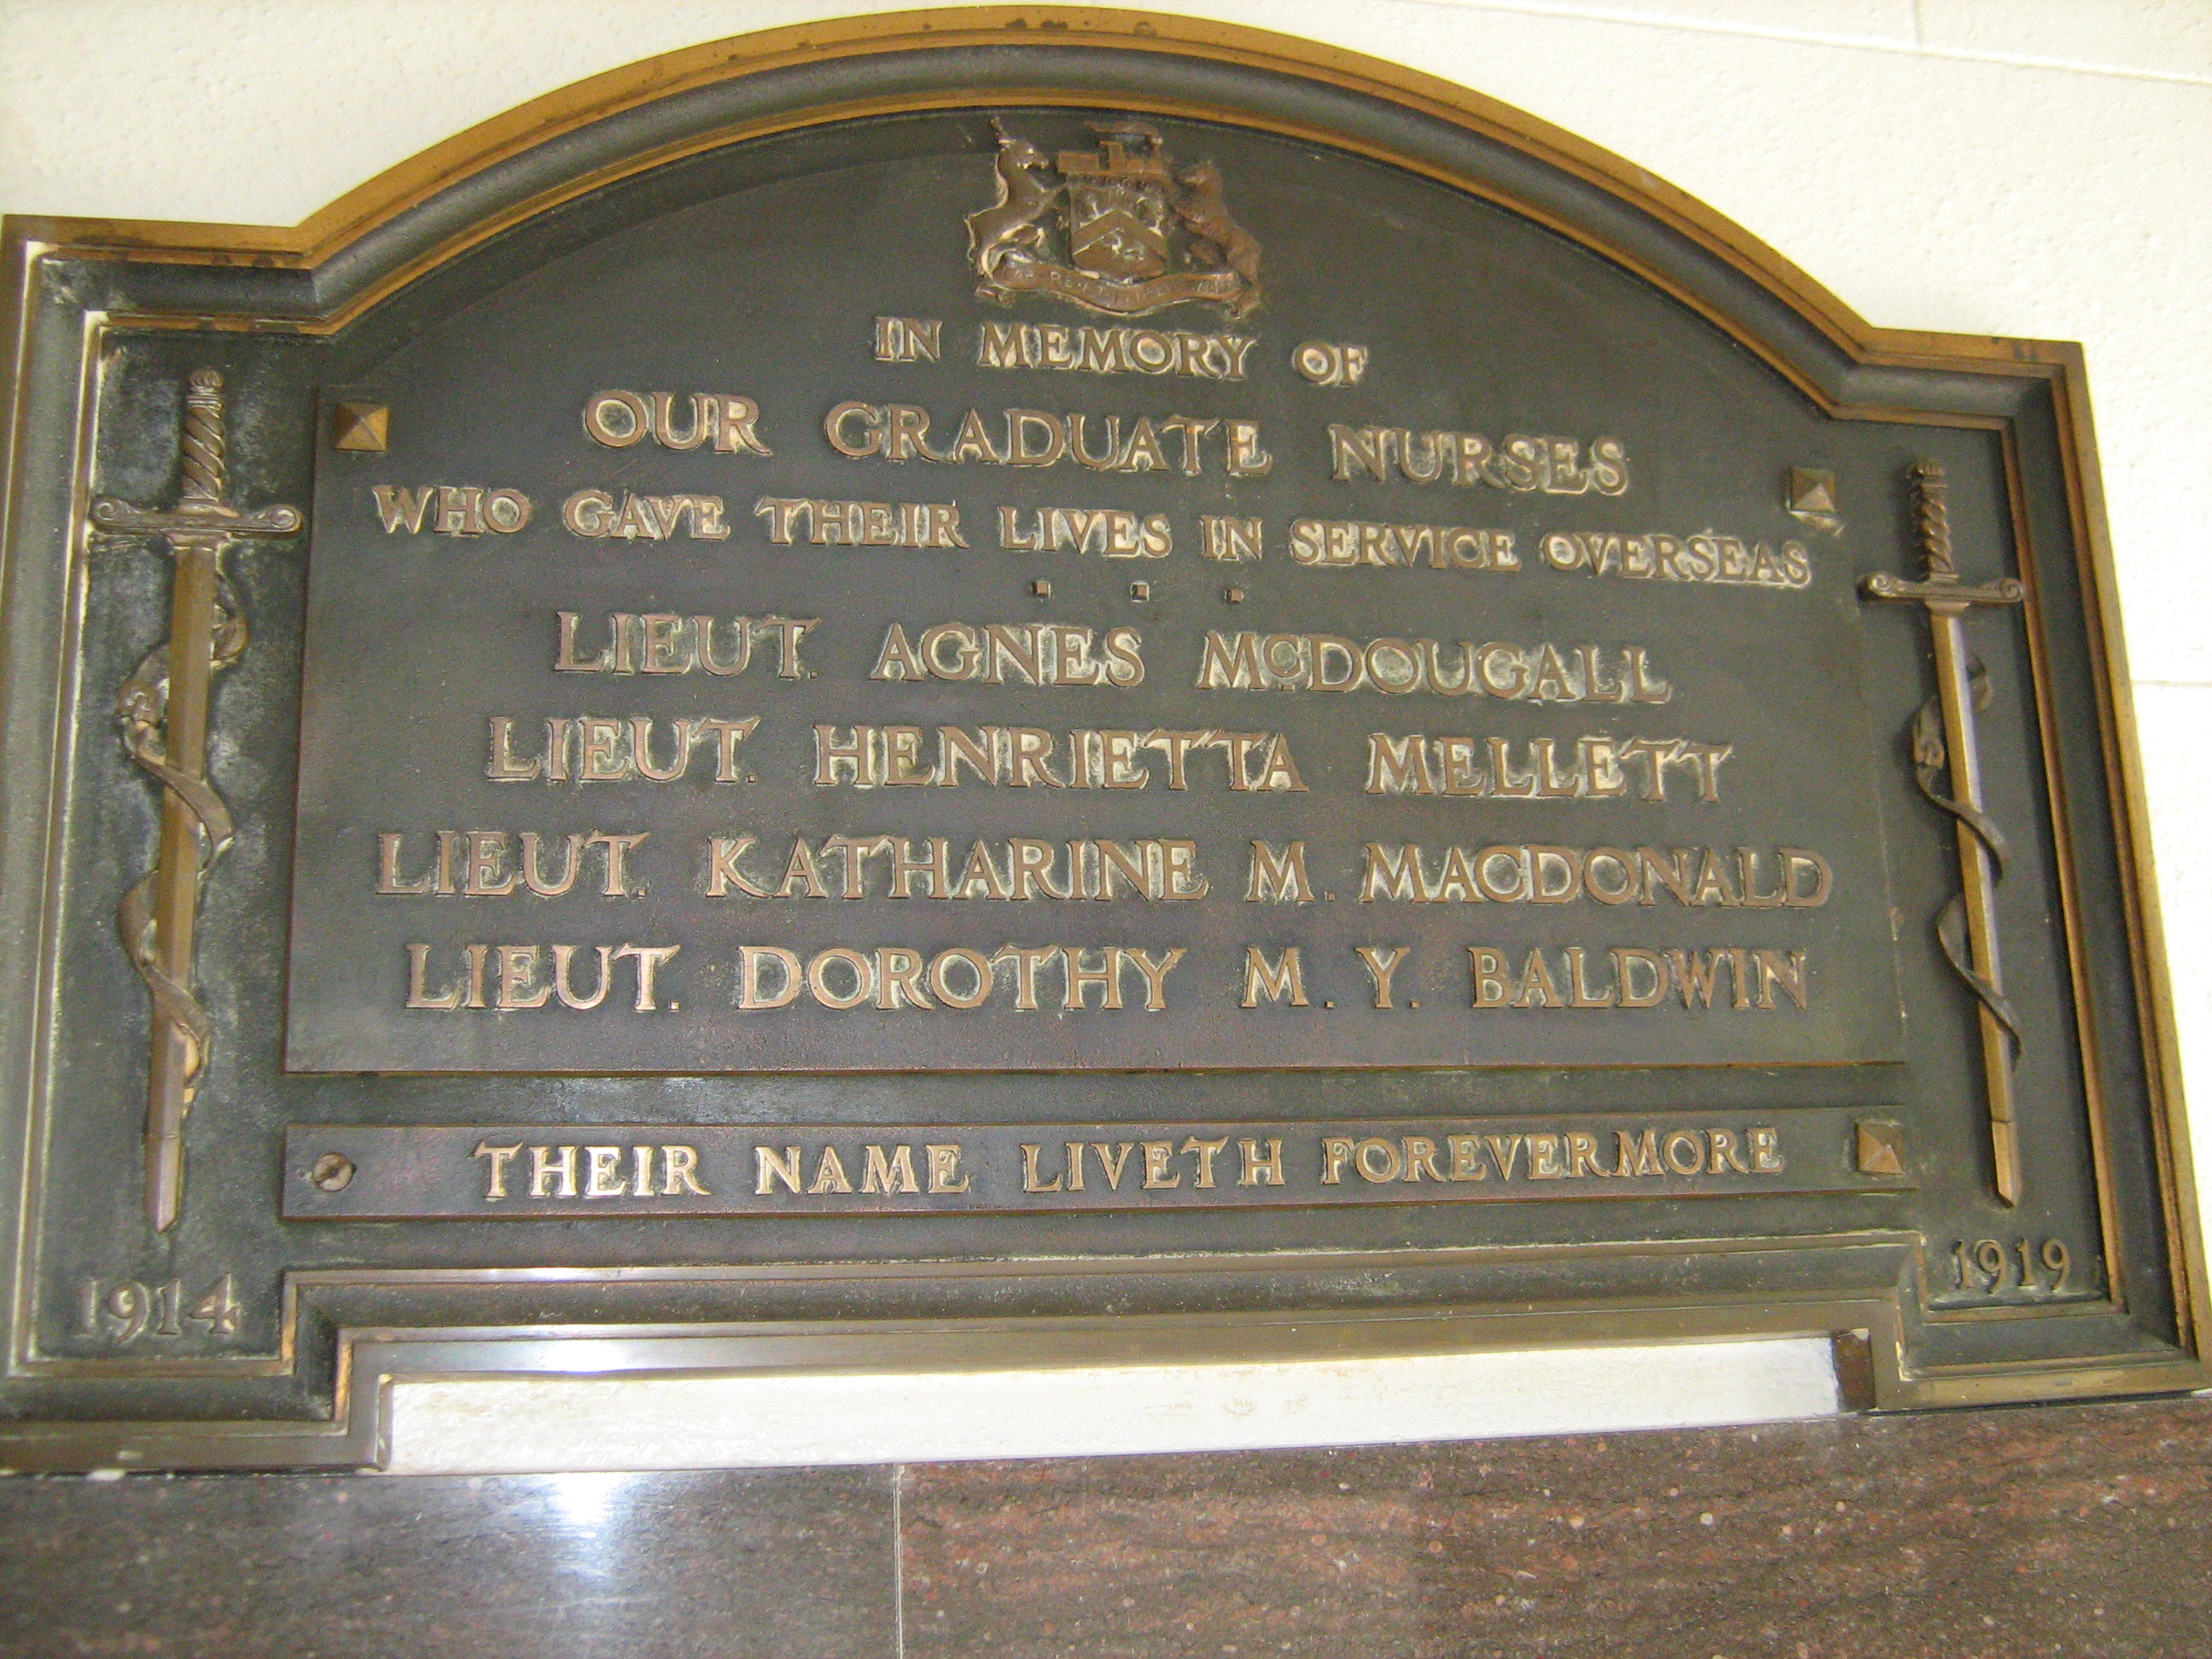 IN MEMORY OF
OUR GRADUATE NURSES
WHO GAVE THEIR LIVES IN SERVICE OVERSEAS
LIEUT. AGNES McDOUGALL
LIEUT. HENRIETTA MELLETT
LIEUT. KATHARINE M. MACDONALD
LIEUT. DOROTHY M. Y. BALDWIN
THEIR NAME LIVETH FOREVERMORE
1914 1919